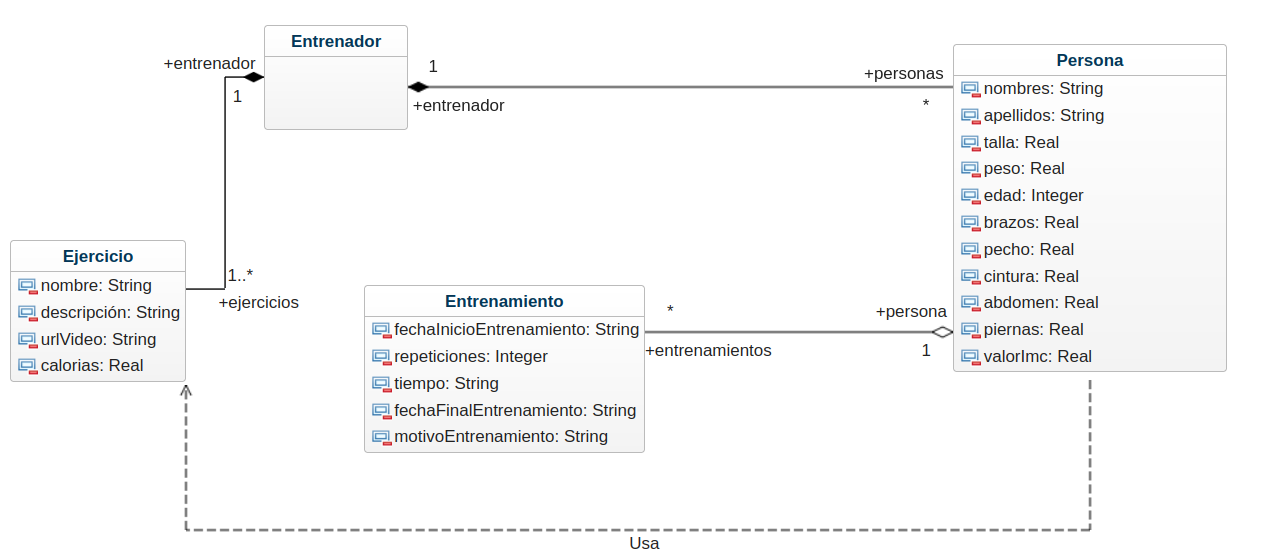 Entrenador
+entrenador
1
1
+entrenador
+personas
*
Persona
nombres: String
apellidos: String
talla: Real
peso: Real
edad: Integer
brazos: Real
pecho: Real
cintura: Real
abdomen: Real
piernas: Real
valorImc: Real
Ejercicio
nombre: String
descripción: String
urlVideo: String
calorias: Real
1..*
+ejercicios
Entrenamiento
fechaInicioEntrenamiento: String
repeticiones: Integer
tiempo: String
fechaFinalEntrenamiento: String
motivoEntrenamiento: String
*
+entrenamientos
+persona
1
Usa